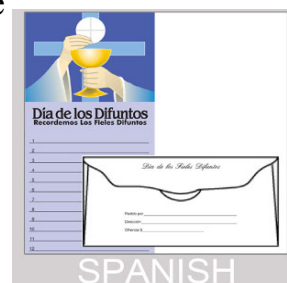 e
Día de los Difuntos
Recordemos Los Fieles Difuntos
1
2
3
4
5
6
7
8
9
10
11
12
Día de los Fieles Difuntos
Pedido por
Dirección
Ofrenda $
SPANISH